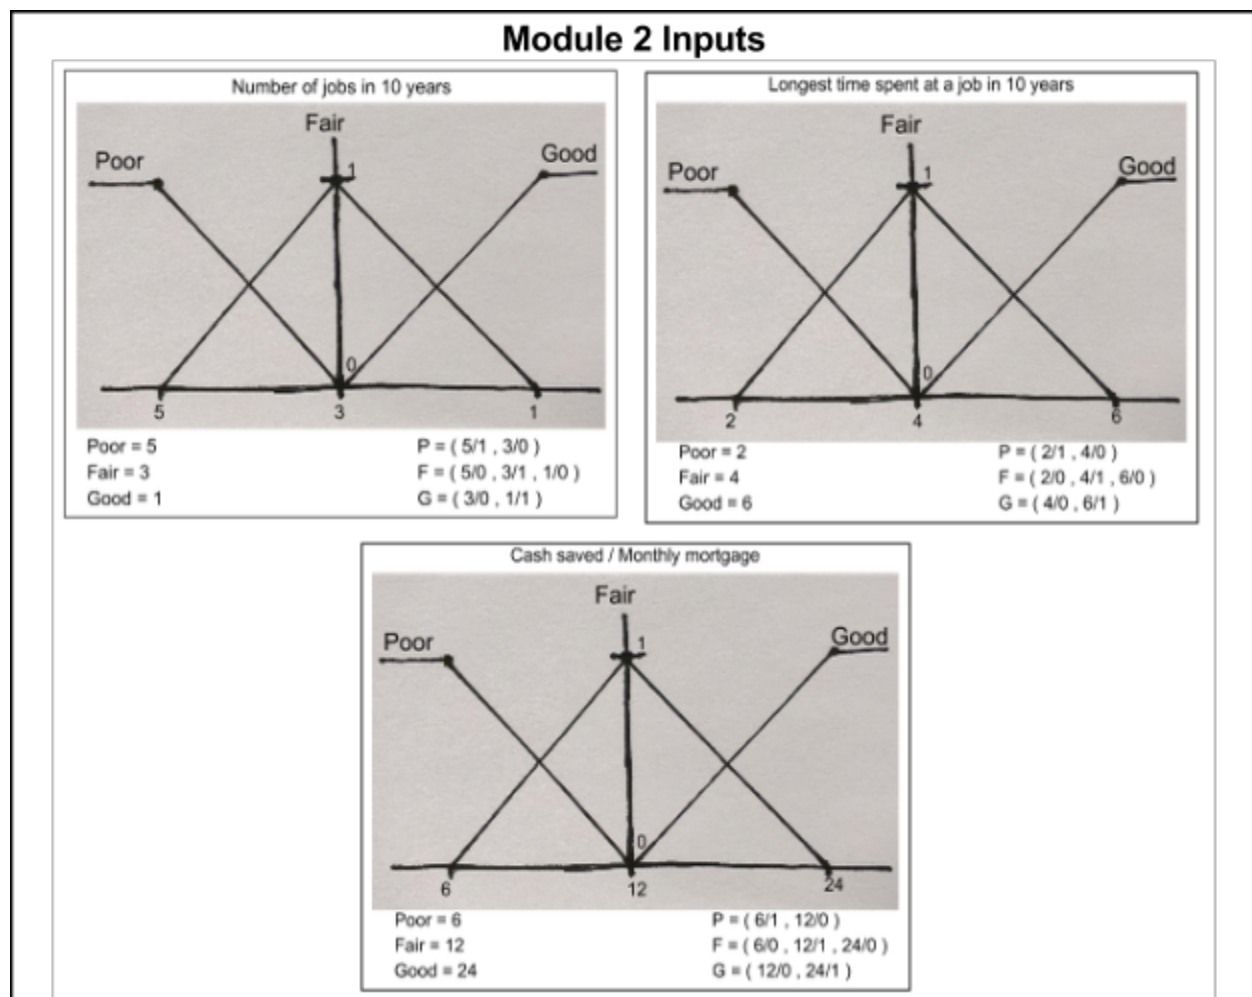 Module 2 Inputs
Number of jobs in 10 years
Fair
Poor
Good
1
0
5 3 1
Poor = 5 P = ( 5/1 , 3/0 )
Fair = 3 F = ( 5/0 , 3/1 , 1/0 )
Good = 1 G = ( 3/0 , 1/1 )
Longest time spent at a job in 10 years
Fair
Poor
Good
1
0
2 4 6
Poor = 2 P = ( 2/1 , 4/0 )
Fair = 4 F = ( 2/0 , 4/1 , 6/0 )
Good = 6 G = ( 4/0 , 6/1 )
Cash saved / Monthly mortgage
Fair
Poor
Good
1
0
6 12 24
Poor = 6 P = ( 6/1 , 12/0 )
Fair = 12 F = ( 6/0 , 12/1 , 24/0 )
Good = 24 G = ( 12/0 , 24/1 )